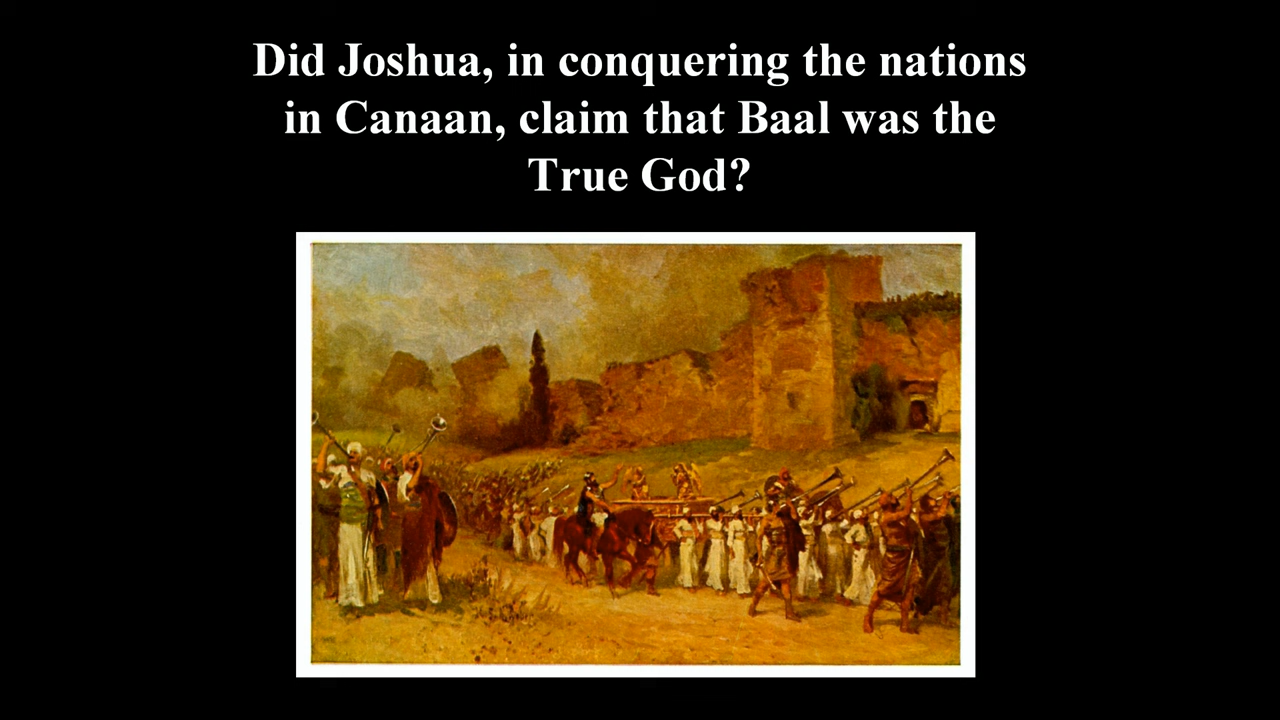 Did Joshua, in conquering the nations
in Canaan, claim that Baal was the
True God?